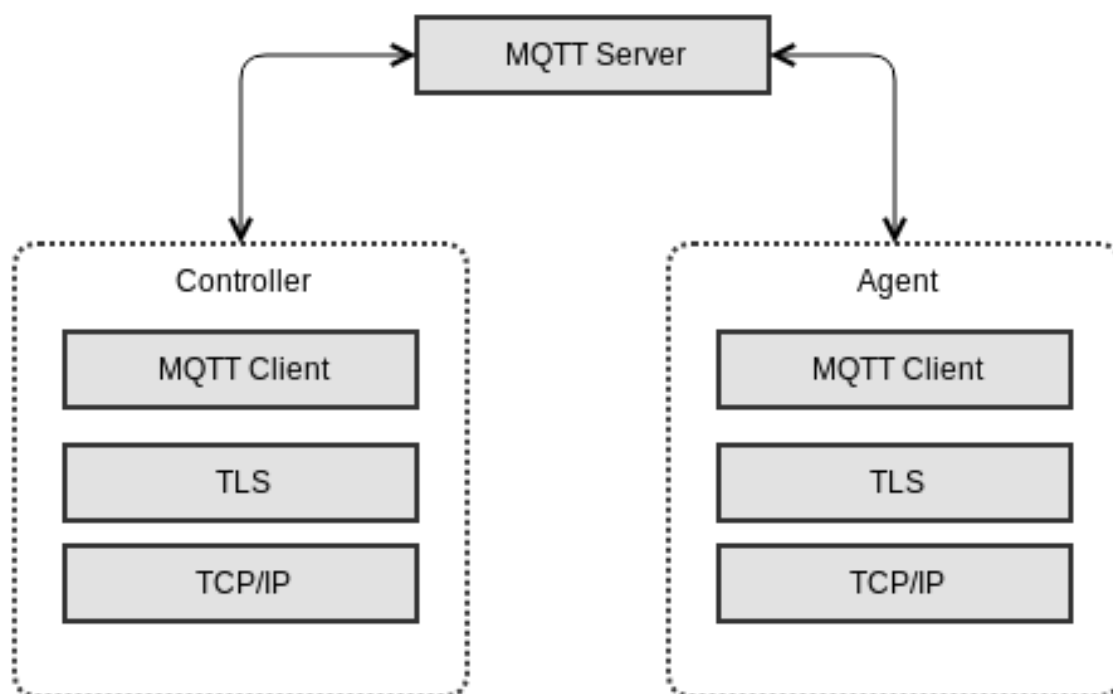 MQTT Server
Controller
MQTT Client
TLS
TCP/IP
Agent
MQTT Client
TLS
TCP/IP